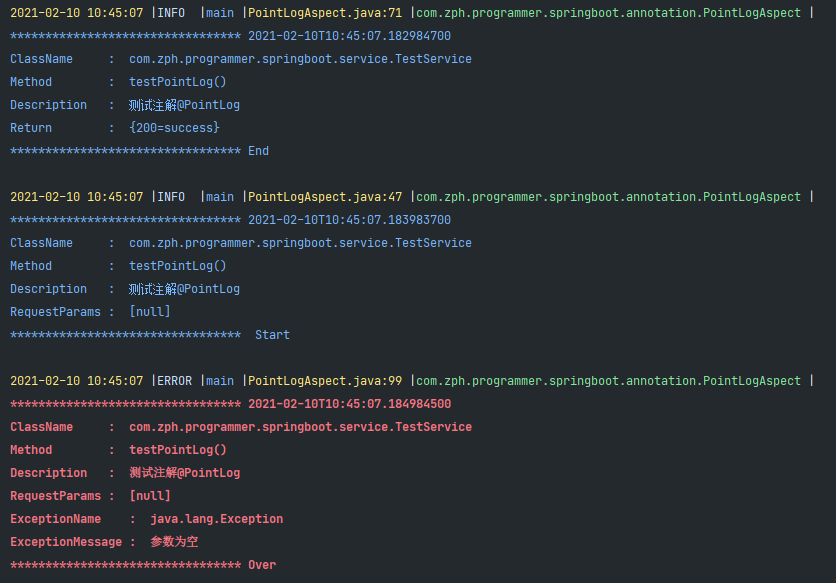 2021-02-10 10:45:07 |INFO  |main |PointLogAspect.java:71 |com.zph.programmer.springboot.annotation.PointLogAspect |
********************************* 2021-02-10T10:45:07.182984700
ClassName     :  com.zph.programmer.springboot.service.TestService
Method        :  testPointLog()
Description   :  测试注解@PointLog
Return        :  {200=success}
********************************* End
2021-02-10 10:45:07 |INFO  |main |PointLogAspect.java:47 |com.zph.programmer.springboot.annotation.PointLogAspect |
********************************* 2021-02-10T10:45:07.183983700
ClassName     :  com.zph.programmer.springboot.service.TestService
Method        :  testPointLog()
Description   :  测试注解@PointLog
RequestParams :  [null]
*********************************  Start
2021-02-10 10:45:07 |ERROR |main |PointLogAspect.java:99 |com.zph.programmer.springboot.annotation.PointLogAspect |
********************************* 2021-02-10T10:45:07.184984500
ClassName     :  com.zph.programmer.springboot.service.TestService
Method        :  testPointLog()
Description   :  测试注解@PointLog
RequestParams :  [null]
ExceptionName    :  java.lang.Exception
ExceptionMessage :  参数为空
********************************* Over